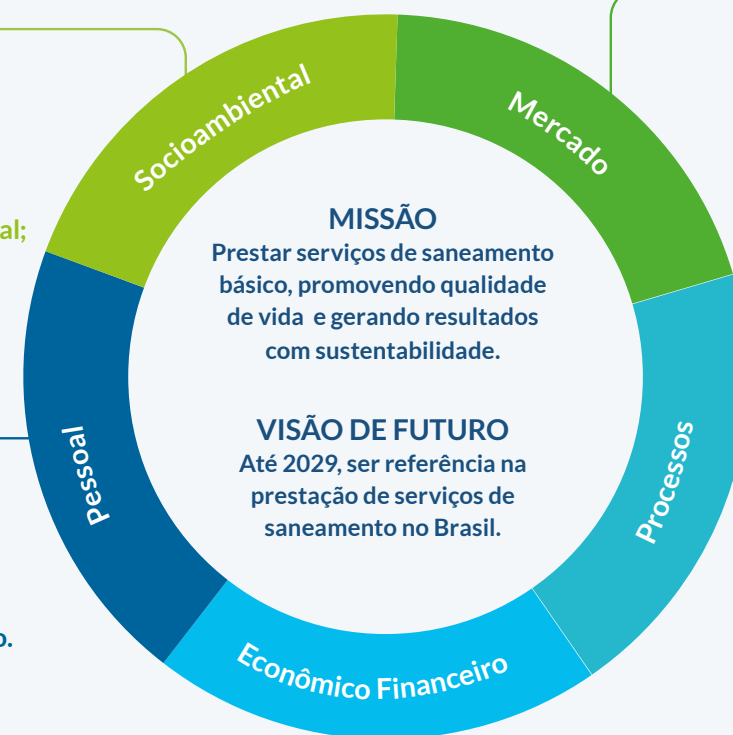 Socioambiental
Mercado
al;
MISSÃO
Prestar serviços de saneamento
básico, promovendo qualidade
de vida e gerando resultados
com sustentabilidade.
VISÃO DE FUTURO
Até 2029, ser referência na
prestação de serviços de
saneamento no Brasil.
Pessoal
Processos
o.
Econômico Financeiro